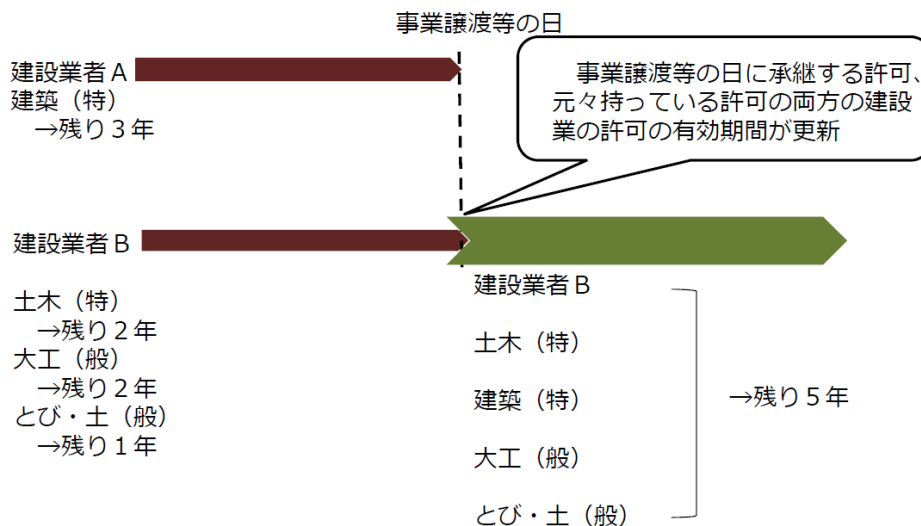 事業譲渡等の日
建設業者Ａ
建築（特）
→残り３年
事業譲渡等の日に承継する許可、
元々持っている許可の両方の建設
業の許可の有効期間が更新
建設業者Ｂ
土木（特）
→残り２年
大工（般）
→残り２年
とび・土（般）
→残り１年
建設業者Ｂ
土木（特）
建築（特）
大工（般）
とび・土（般）
→残り５年